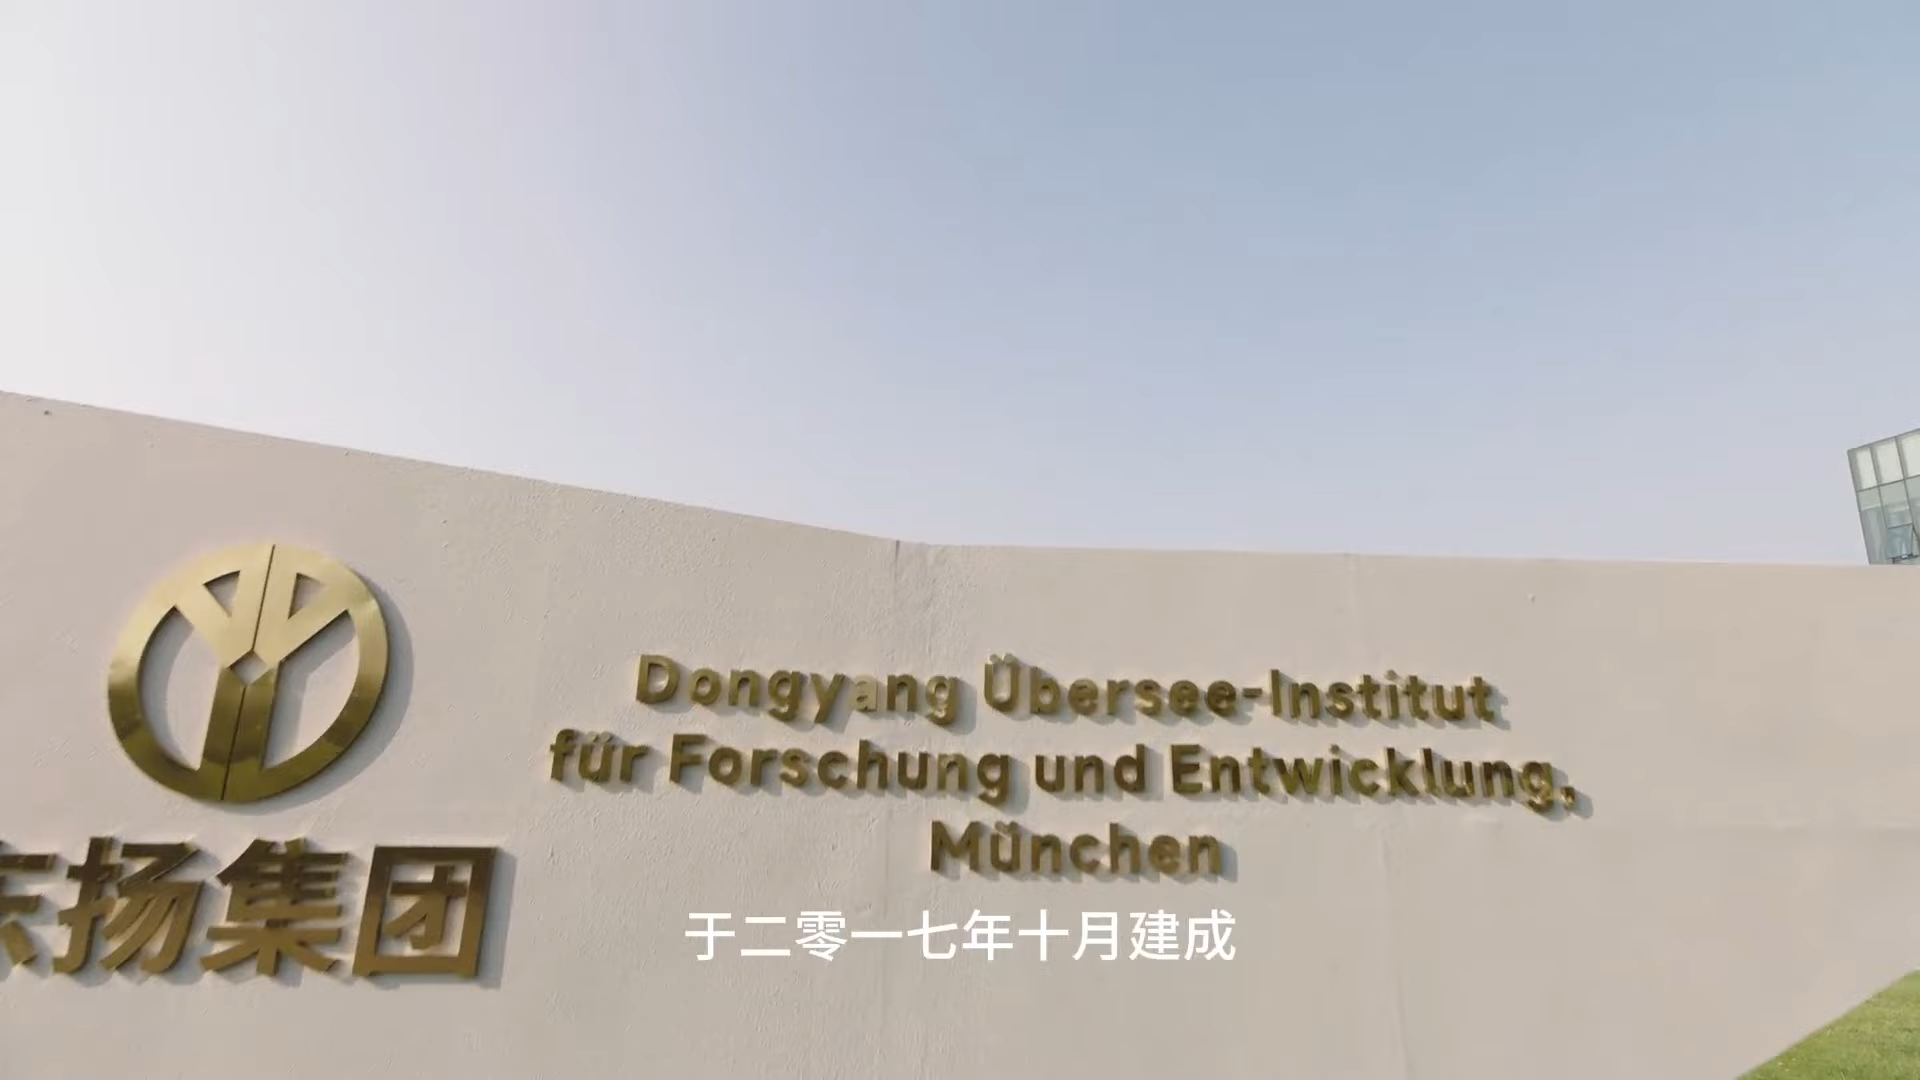 东扬集团
Dongyang Übersee-Institut
für Forschung und Entwicklung,
München
于二零一七年十月建成